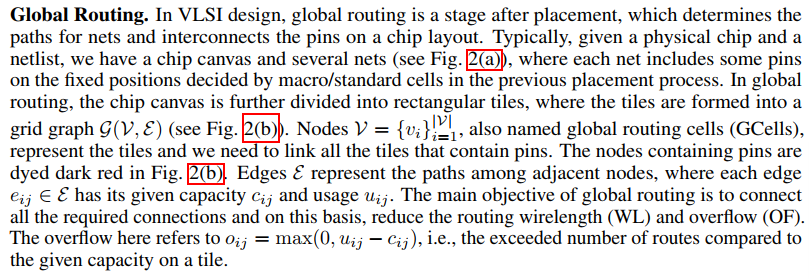 Global Routing. In VLSI design, global routing is a stage after placement, which determines the
paths for nets and interconnects the pins on a chip layout. Typically, given a physical chip and a
netlist, we have a chip canvas and several nets (see Fig. 2(a)), where each net includes some pins
on the fixed positions decided by macro/standard cells in the previous placement process. In global
routing, the chip canvas is further divided into rectangular tiles, where the tiles are formed into a
grid graph 𝒢(𝒱, ℰ) (see Fig. 2(b)). Nodes 𝒱 = {v_i}_{i=1}^{|𝒱|}, also named global routing cells (GCells),
represent the tiles and we need to link all the tiles that contain pins. The nodes containing pins are
dyed dark red in Fig. 2(b). Edges ℰ represent the paths among adjacent nodes, where each edge
e_{ij} ∈ ℰ has its given capacity c_{ij} and usage u_{ij}. The main objective of global routing is to connect
all the required connections and on this basis, reduce the routing wirelength (WL) and overflow (OF).
The overflow here refers to o_{ij} = max(0, u_{ij} − c_{ij}), i.e., the exceeded number of routes compared to
the given capacity on a tile.